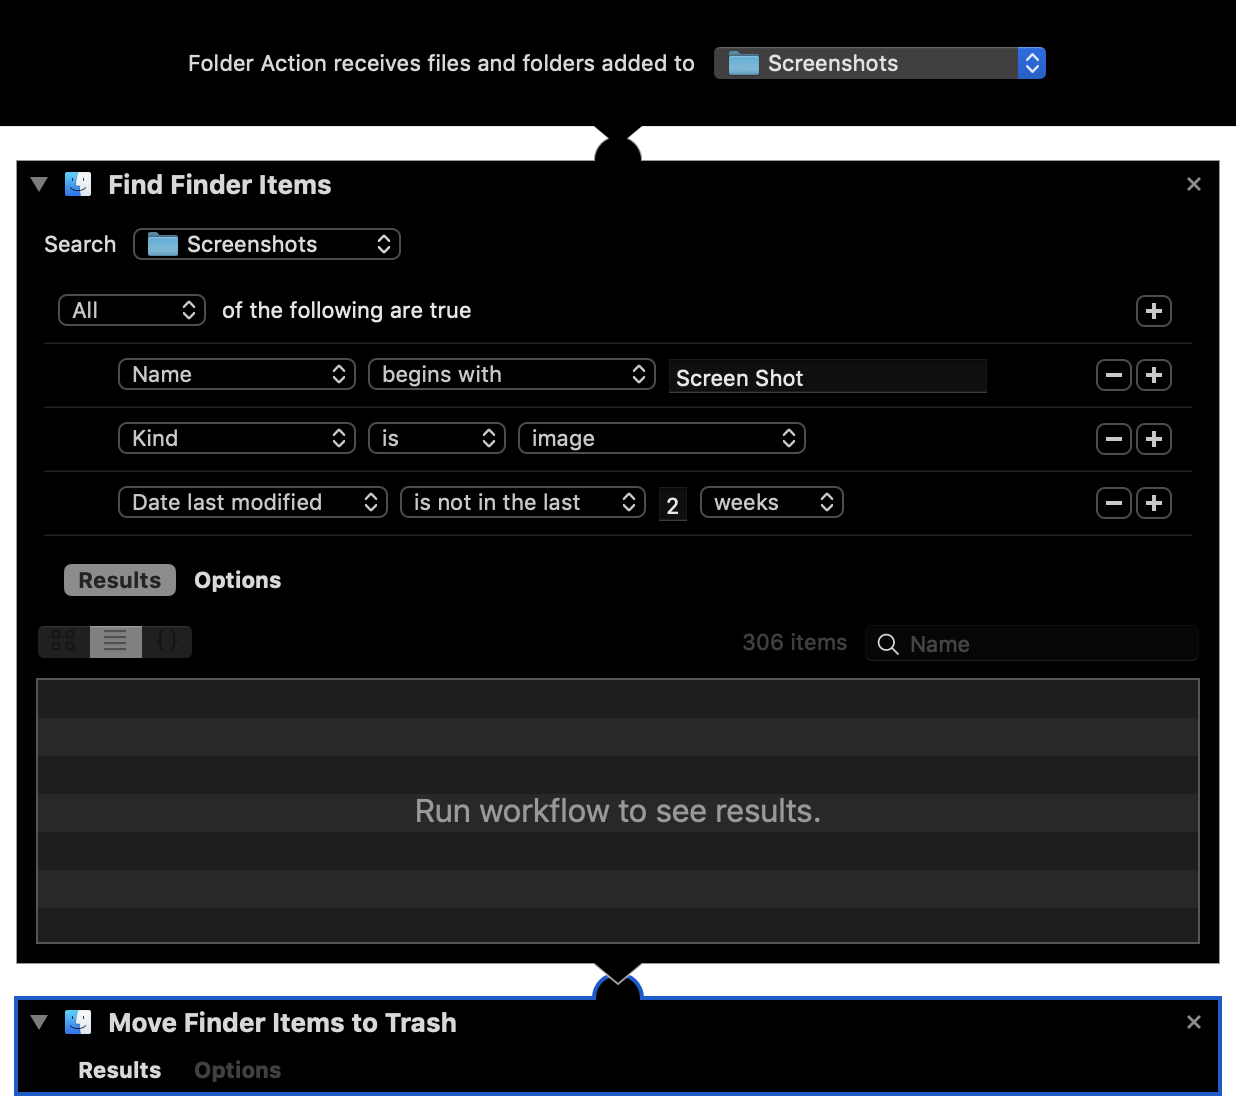 Folder Action receives files and folders added to Screenshots
Find Finder Items
Search Screenshots
All of the following are true
Name begins with Screen Shot
Kind is image
Date last modified is not in the last 2 weeks
Results Options
306 items Name
Run workflow to see results.
Move Finder Items to Trash
Results Options